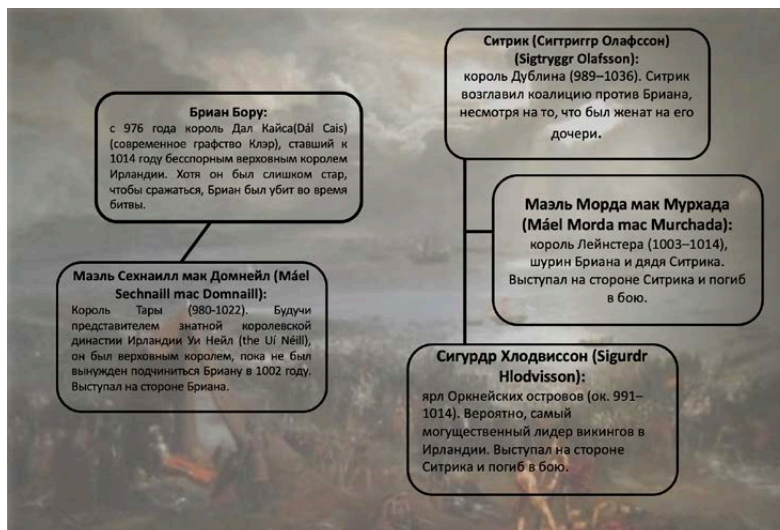 Бриан Бору:
с 976 года король Дал Кайса(Dál Cais)
(современное графство Клэр), ставший к
1014 году бесспорным верховным королем
Ирландии. Хотя он был слишком стар,
чтобы сражаться, Бриан был убит во время
битвы.
Маэль Сехнаилл мак Домнейл (Máel
Sechnaill mac Domnaill):
Король Тары (980-1022). Будучи
представителем знатной королевской
династии Ирландии Уи Нейл (the Uí Néill),
он был верховным королем, пока не был
вынужден подчиниться Бриану в 1002 году.
Выступал на стороне Бриана.
Ситрик (Сигтриггр Олафссон)
(Sigtryggr Olafsson):
король Дублина (989–1036). Ситрик
возглавил коалицию против Бриана,
несмотря на то, что был женат на его
дочери.
Маэль Морда мак Мурхада
(Máel Morda mac Murchada):
король Лейнстера (1003–1014),
шурин Бриана и дядя Ситрика.
Выступал на стороне Ситрика и погиб
в бою.
Сигурдр Хлодвиссон (Sigurdr
Hlodvisson):
ярл Оркнейских островов (ок. 991–
1014). Вероятно, самый
могущественный лидер викингов в
Ирландии. Выступал на стороне
Ситрика и погиб в бою.